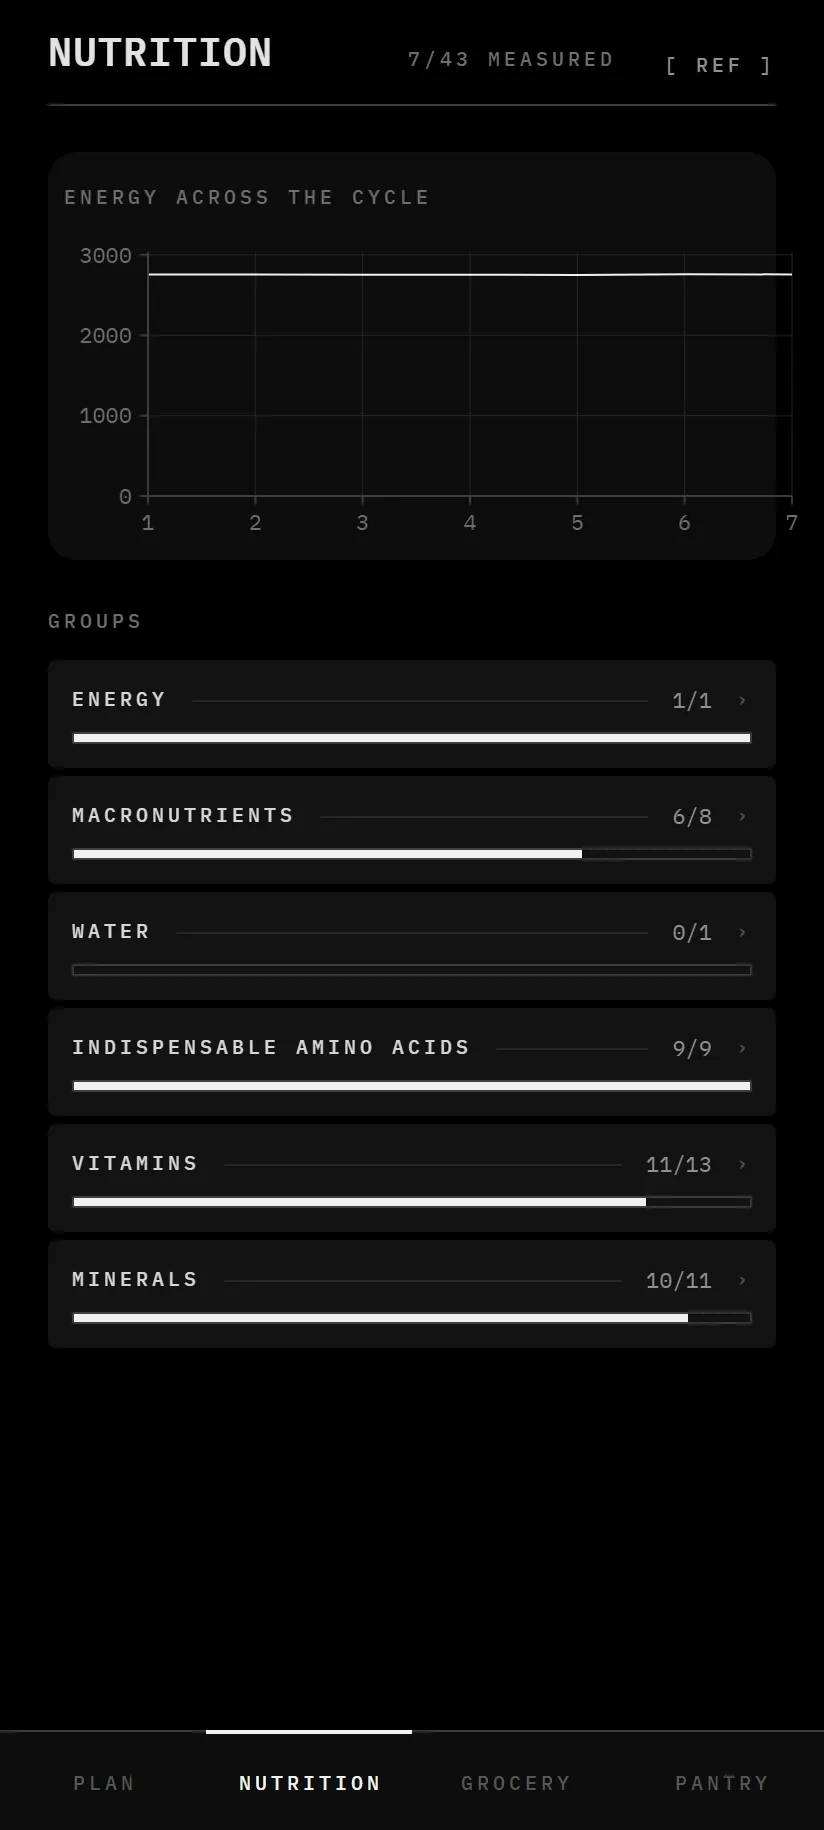 NUTRITION 7/43 MEASURED [ REF ]
ENERGY ACROSS THE CYCLE
3000
2000
1000
0
1 2 3 4 5 6 7
GROUPS
ENERGY 1/1 ›
MACRONUTRIENTS 6/8 ›
WATER 0/1 ›
INDISPENSABLE AMINO ACIDS 9/9 ›
VITAMINS 11/13 ›
MINERALS 10/11 ›
PLAN NUTRITION GROCERY PANTRY